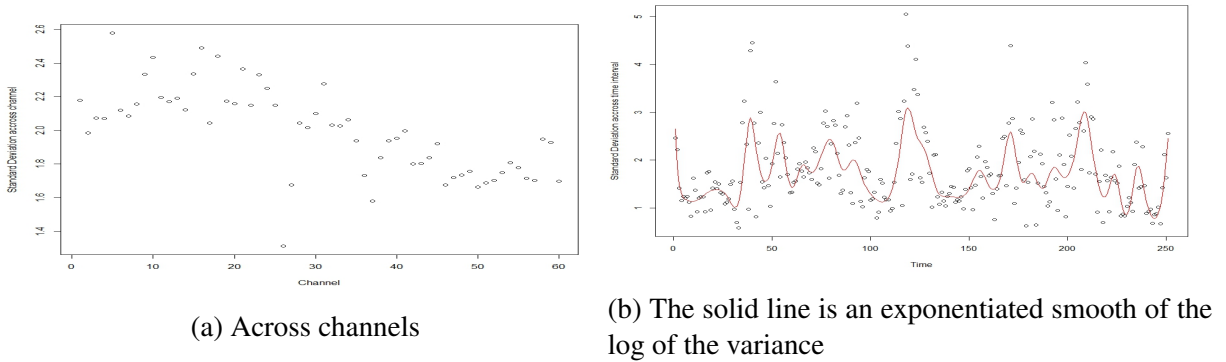 Standard Deviation across channel
1.4 1.6 1.8 2.0 2.2 2.4 2.6
0 10 20 30 40 50 60
Channel
(a) Across channels
Standard Deviation across time interval
1 2 3 4 5
0 50 100 150 200 250
Time
(b) The solid line is an exponentiated smooth of the
log of the variance